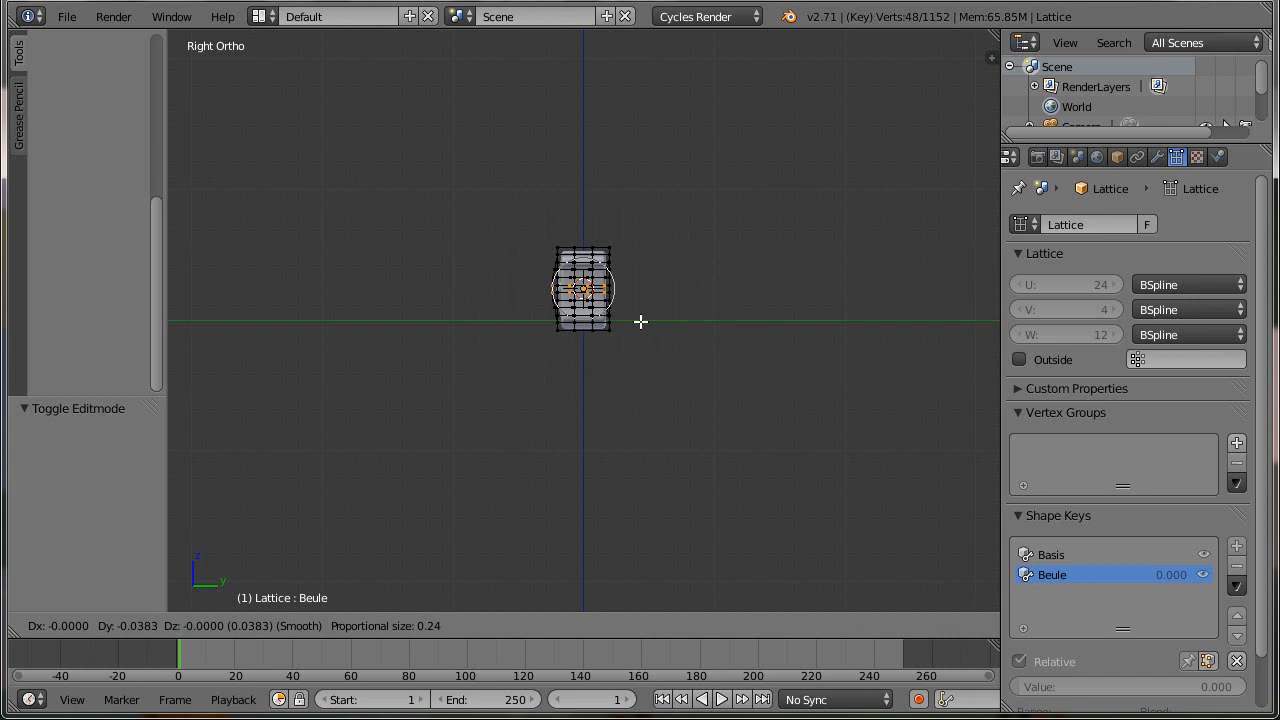 File Render Window Help Default Scene Cycles Render v2.71 | (Key) Verts:48/1152 | Mem:65.85M | Lattice
Tools
Grease Pencil
Right Ortho
View Search All Scenes
Scene
RenderLayers |
World
Lattice Lattice
Lattice F
Lattice
U: 24 BSpline
V: 4 BSpline
W: 12 BSpline
Outside
Custom Properties
Vertex Groups
Toggle Editmode
Shape Keys
Basis
Beule 0.000
z
y
(1) Lattice : Beule
Dx: -0.0000 Dy: -0.0383 Dz: -0.0000 (0.0383) (Smooth) Proportional size: 0.24
Relative
Value: 0.000
-40 -20 0 20 40 60 80 100 120 140 160 180 200 220 240 260
View Marker Frame Playback Start: 1 End: 250 1 No Sync